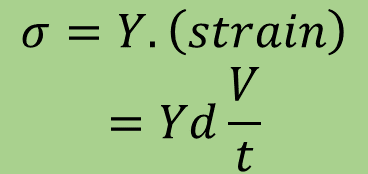 σ = Y. (strain)
= Yd V/t